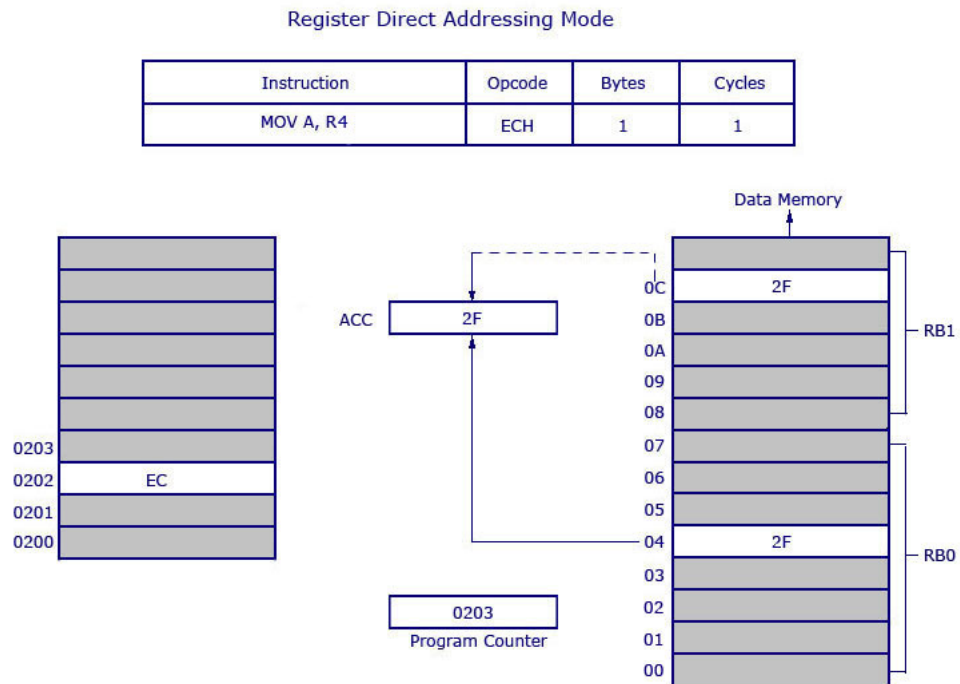 Register Direct Addressing Mode
Instruction Opcode Bytes Cycles
MOV A, R4 ECH 1 1
Data Memory
0C 2F
ACC 2F
0B
RB1
0A
09
08
0203
07
0202 EC
06
0201
05
0200
04 2F
RB0
03
0203
02
Program Counter
01
00